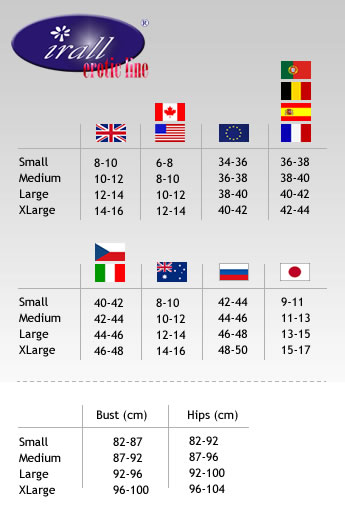 irall
®
erotic line
Small 8-10 6-8 34-36 36-38
Medium 10-12 8-10 36-38 38-40
Large 12-14 10-12 38-40 40-42
XLarge 14-16 12-14 40-42 42-44
Small 40-42 8-10 42-44 9-11
Medium 42-44 10-12 44-46 11-13
Large 44-46 12-14 46-48 13-15
XLarge 46-48 14-16 48-50 15-17
Bust (cm) Hips (cm)
Small 82-87 82-92
Medium 87-92 87-96
Large 92-96 92-100
XLarge 96-100 96-104